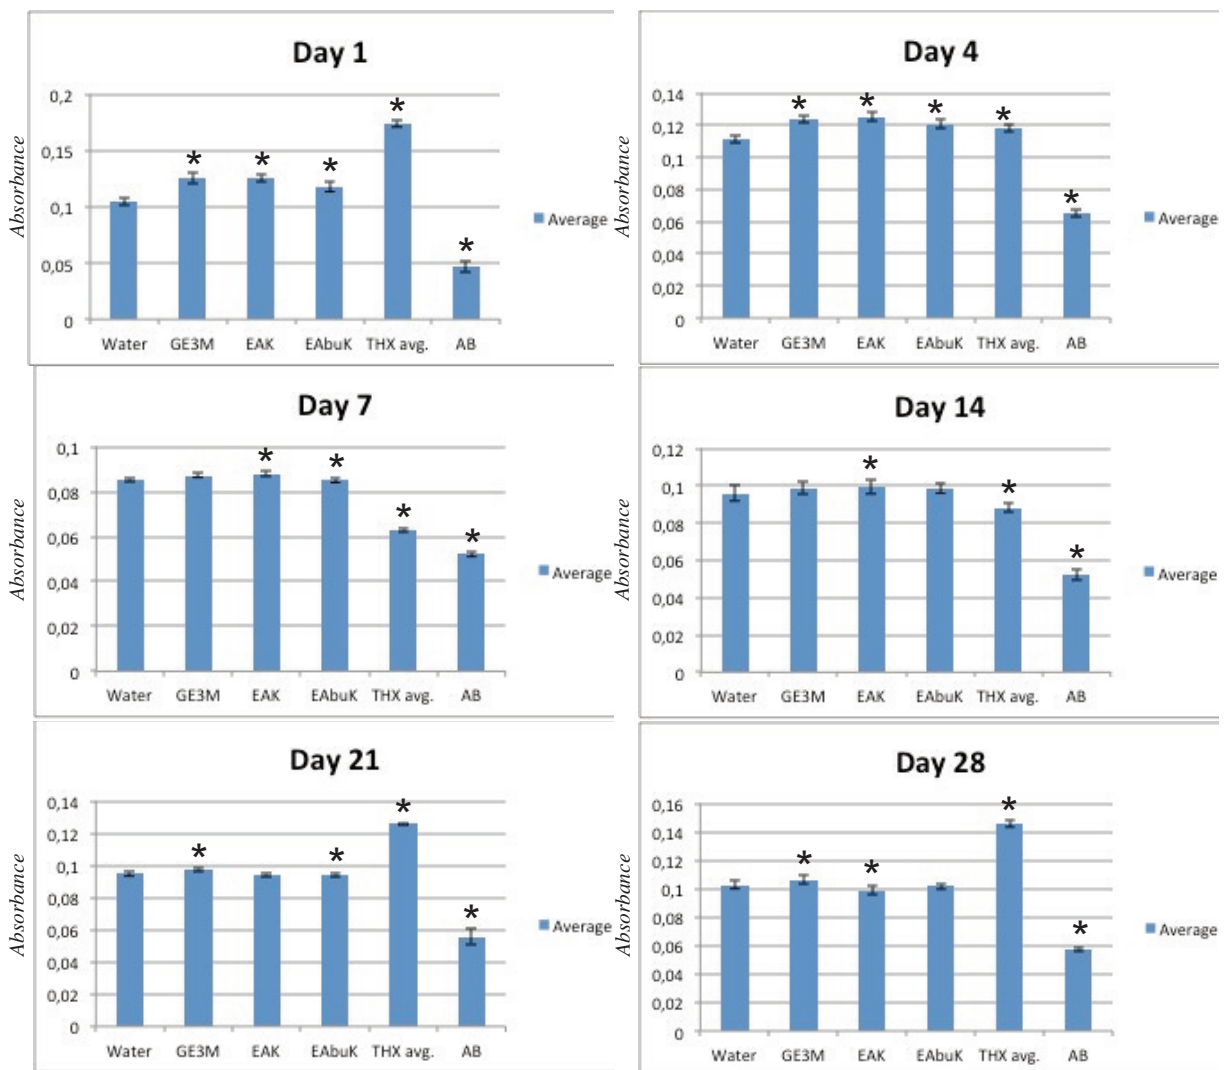 Day 1
0,2
0,15
0,1
0,05
0
Absorbance
* * * * *
Water GE3M EAK EAbuK THX avg. AB
Average
Day 4
0,14
0,12
0,1
0,08
0,06
0,04
0,02
0
Absorbance
* * * * *
Water GE3M EAK EAbuK THX avg. AB
Average
Day 7
0,1
0,08
0,06
0,04
0,02
0
Absorbance
* * * *
Water GE3M EAK EAbuK THX avg. AB
Average
Day 14
0,12
0,1
0,08
0,06
0,04
0,02
0
Absorbance
* * *
Water GE3M EAK EAbuK THX avg. AB
Average
Day 21
0,14
0,12
0,1
0,08
0,06
0,04
0,02
0
Absorbance
* * * *
Water GE3M EAK EAbuK THX avg. AB
Average
Day 28
0,16
0,14
0,12
0,1
0,08
0,06
0,04
0,02
0
Absorbance
* * * *
Water GE3M EAK EAbuK THX avg. AB
Average